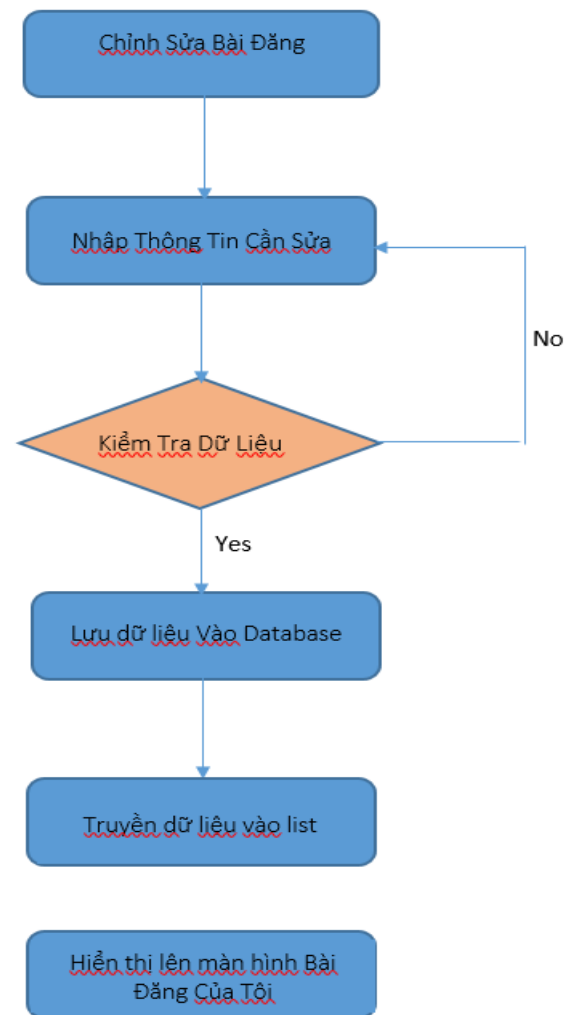 Chỉnh Sửa Bài Đăng
Nhập Thông Tin Cần Sửa
No
Kiểm Tra Dữ Liệu
Yes
Lưu dữ liệu Vào Database
Truyền dữ liệu vào list
Hiển thị lên màn hình Bài
Đăng Của Tôi